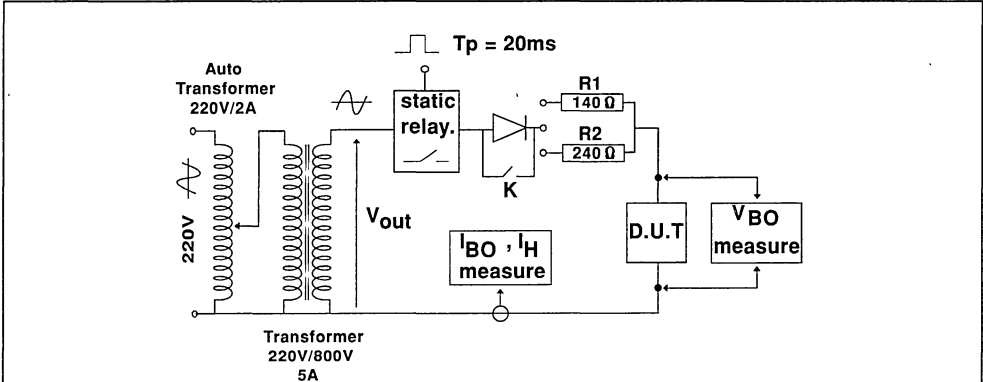 Tp = 20ms
Auto
Transformer
220V/2A
static
relay.
R1
140 Ω
R2
240 Ω
K
220V
Vout
IBO , IH
measure
D.U.T
VBO
measure
Transformer
220V/800V
5A